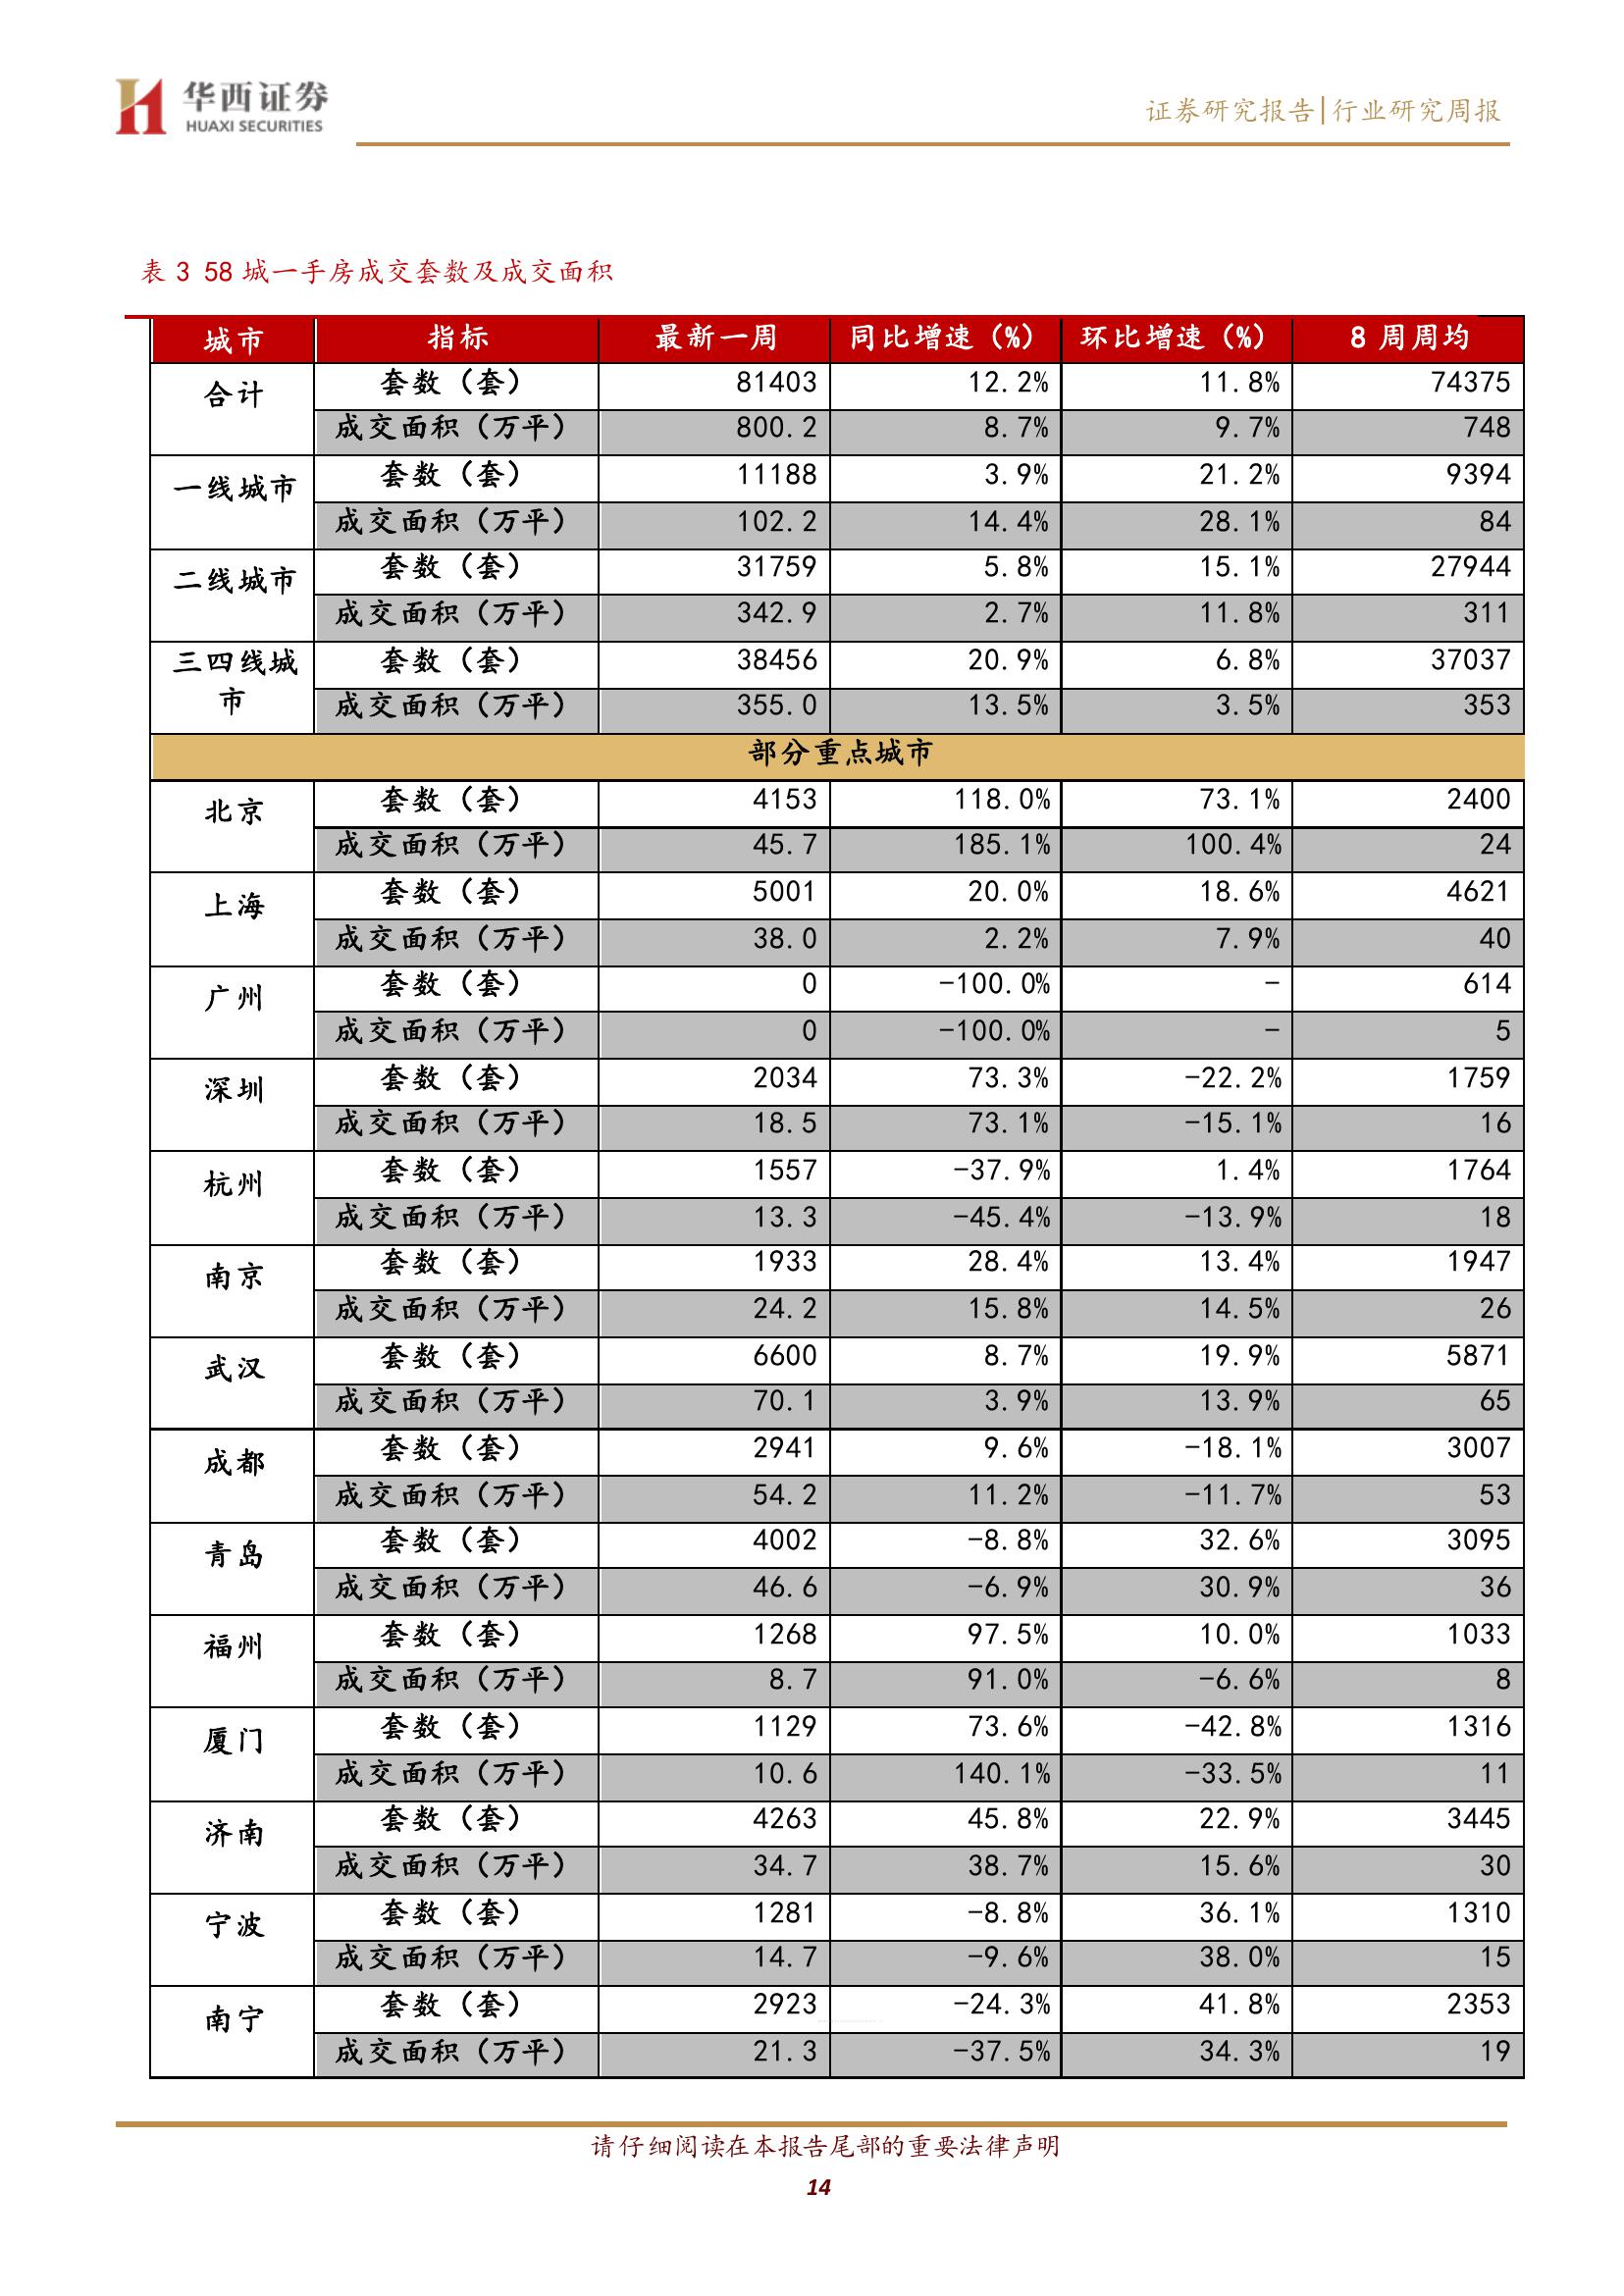 华西证券
HUAXI SECURITIES
证券研究报告|行业研究周报
表 3 58 城一手房成交套数及成交面积
城市 指标 最新一周 同比增速（%） 环比增速（%） 8 周周均
合计 套数（套） 81403 12.2% 11.8% 74375
成交面积（万平） 800.2 8.7% 9.7% 748
一线城市 套数（套） 11188 3.9% 21.2% 9394
成交面积（万平） 102.2 14.4% 28.1% 84
二线城市 套数（套） 31759 5.8% 15.1% 27944
成交面积（万平） 342.9 2.7% 11.8% 311
三四线城市 套数（套） 38456 20.9% 6.8% 37037
成交面积（万平） 355.0 13.5% 3.5% 353
部分重点城市
北京 套数（套） 4153 118.0% 73.1% 2400
成交面积（万平） 45.7 185.1% 100.4% 24
上海 套数（套） 5001 20.0% 18.6% 4621
成交面积（万平） 38.0 2.2% 7.9% 40
广州 套数（套） 0 -100.0% - 614
成交面积（万平） 0 -100.0% - 5
深圳 套数（套） 2034 73.3% -22.2% 1759
成交面积（万平） 18.5 73.1% -15.1% 16
杭州 套数（套） 1557 -37.9% 1.4% 1764
成交面积（万平） 13.3 -45.4% -13.9% 18
南京 套数（套） 1933 28.4% 13.4% 1947
成交面积（万平） 24.2 15.8% 14.5% 26
武汉 套数（套） 6600 8.7% 19.9% 5871
成交面积（万平） 70.1 3.9% 13.9% 65
成都 套数（套） 2941 9.6% -18.1% 3007
成交面积（万平） 54.2 11.2% -11.7% 53
青岛 套数（套） 4002 -8.8% 32.6% 3095
成交面积（万平） 46.6 -6.9% 30.9% 36
福州 套数（套） 1268 97.5% 10.0% 1033
成交面积（万平） 8.7 91.0% -6.6% 8
厦门 套数（套） 1129 73.6% -42.8% 1316
成交面积（万平） 10.6 140.1% -33.5% 11
济南 套数（套） 4263 45.8% 22.9% 3445
成交面积（万平） 34.7 38.7% 15.6% 30
宁波 套数（套） 1281 -8.8% 36.1% 1310
成交面积（万平） 14.7 -9.6% 38.0% 15
南宁 套数（套） 2923 -24.3% 41.8% 2353
成交面积（万平） 21.3 -37.5% 34.3% 19
请仔细阅读在本报告尾部的重要法律声明
14